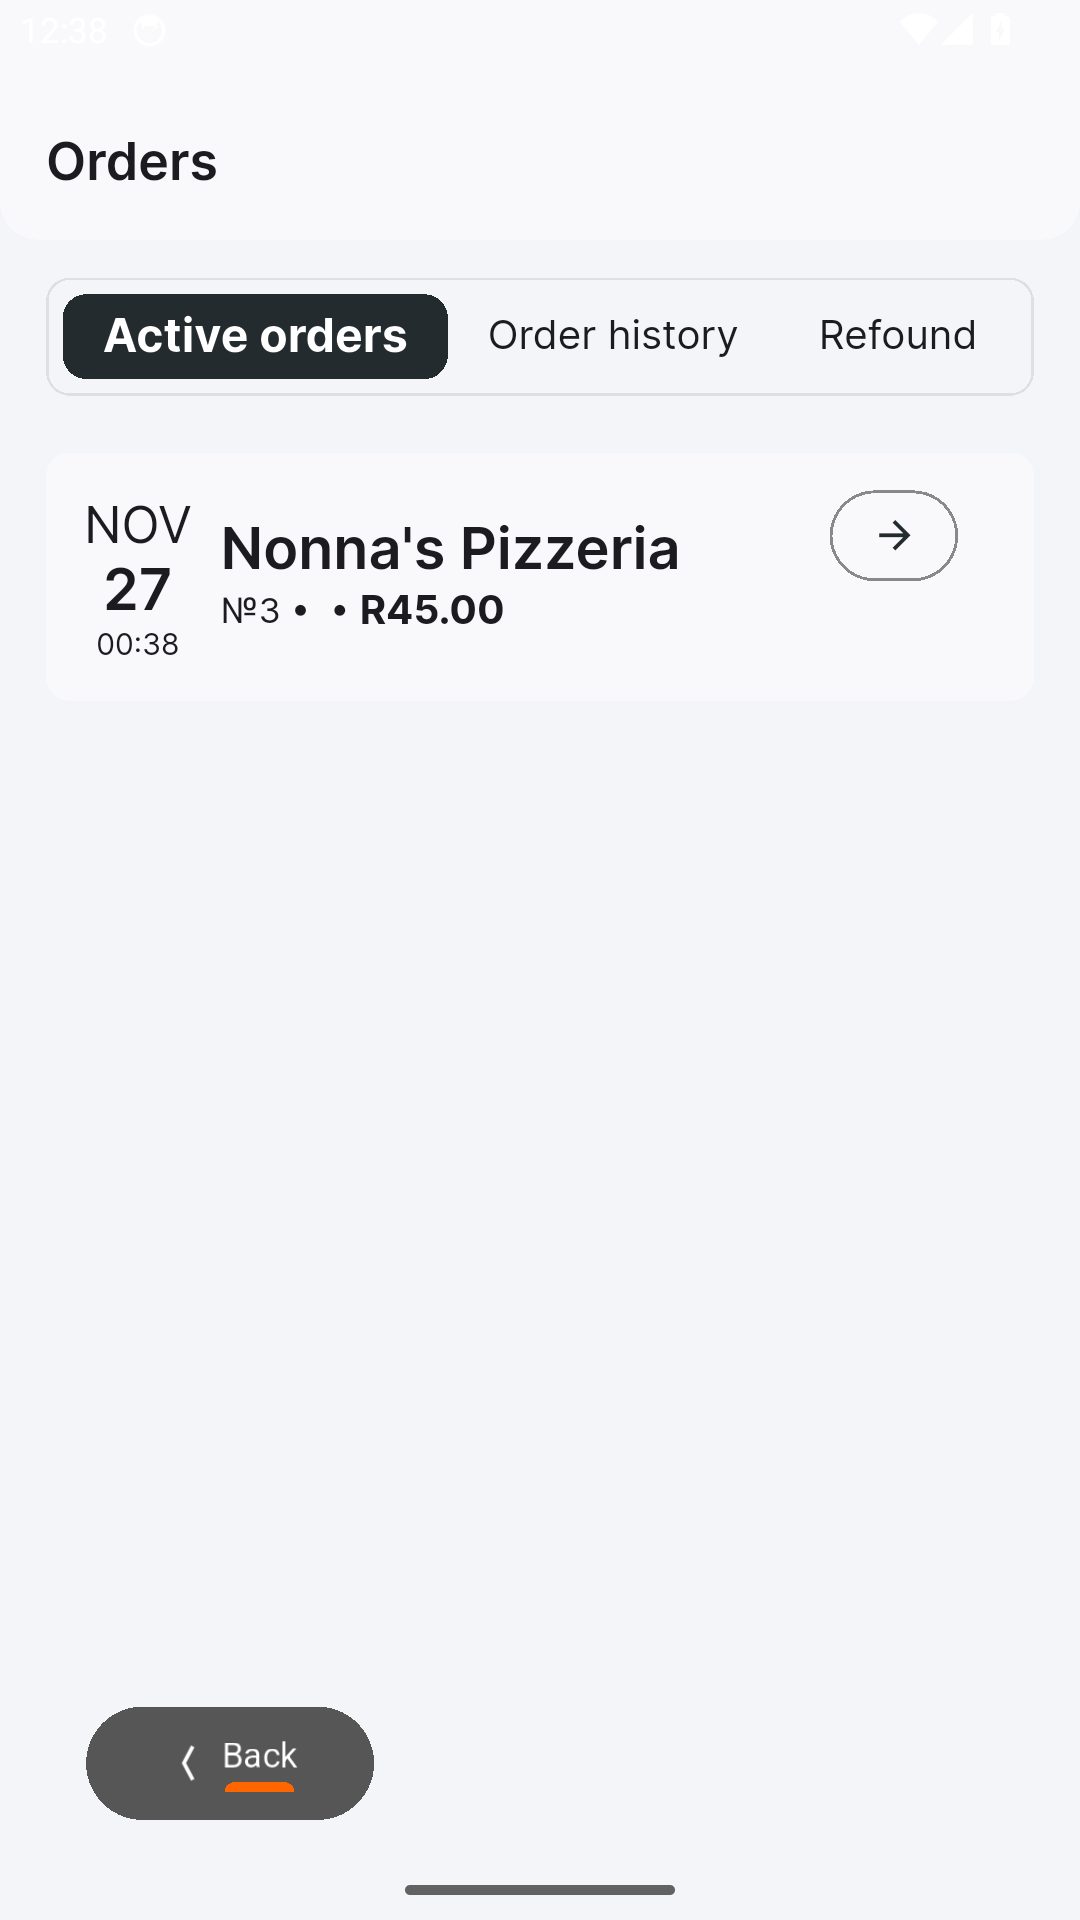 12:38
Orders
Active orders
Order history
Refound
NOV
27
00:38
Nonna's Pizzeria
№3 • • R45.00
Back